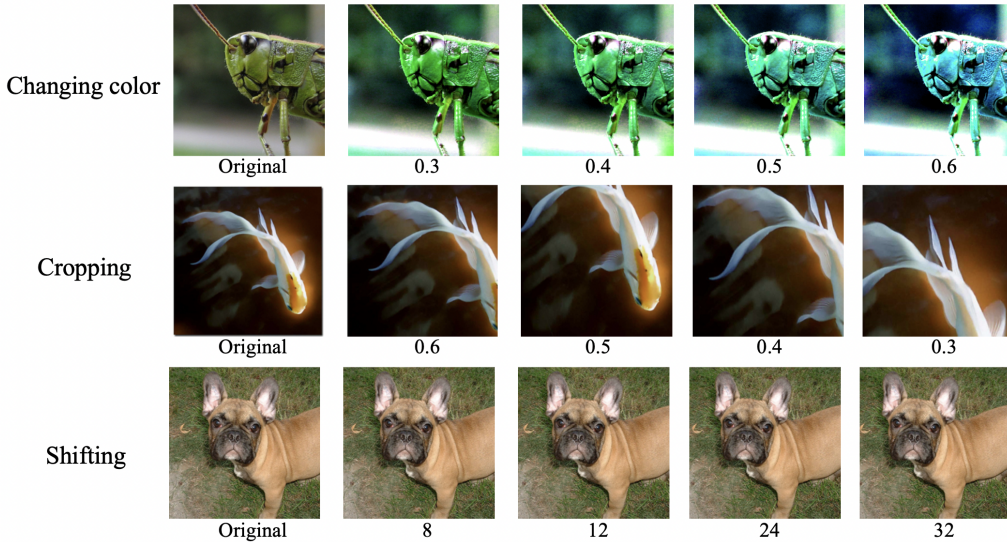 Changing color
Original 0.3 0.4 0.5 0.6
Cropping
Original 0.6 0.5 0.4 0.3
Shifting
Original 8 12 24 32